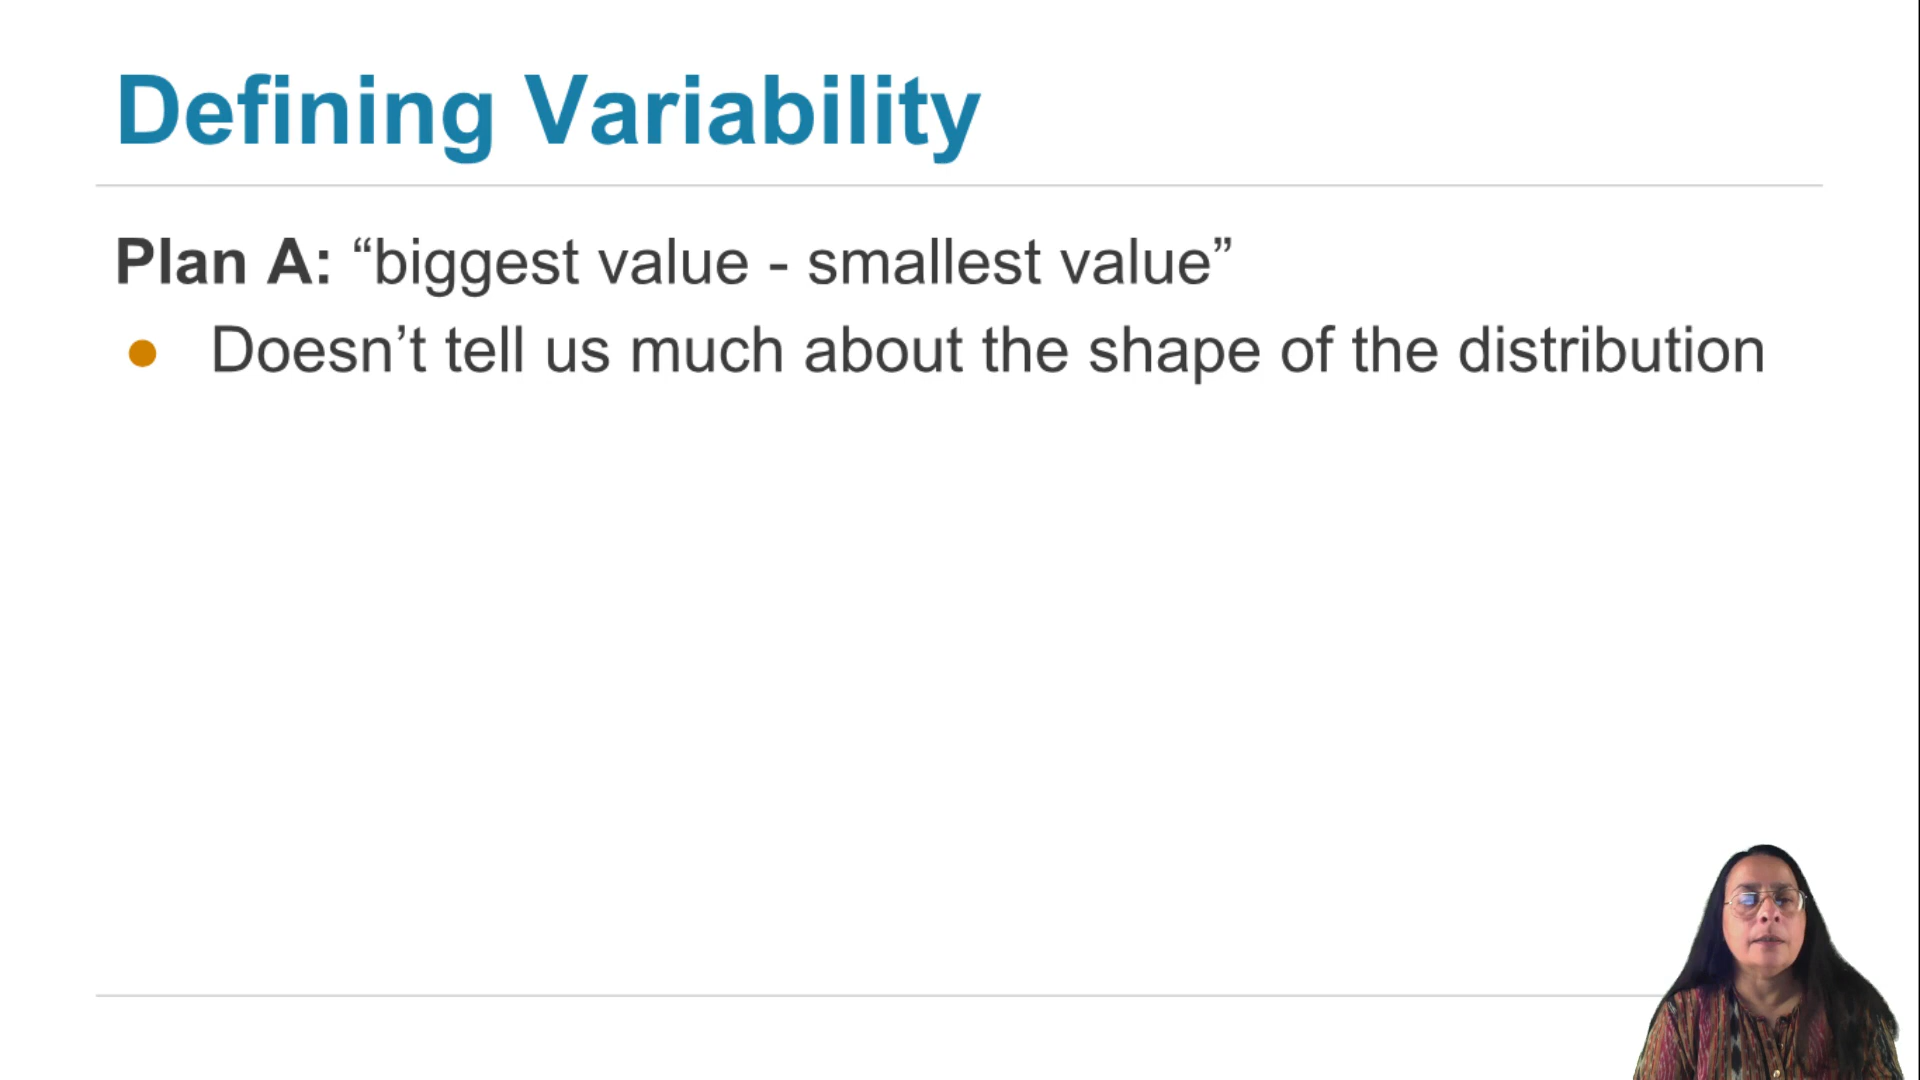 Defining Variability
Plan A: “biggest value - smallest value”
● Doesn’t tell us much about the shape of the distribution